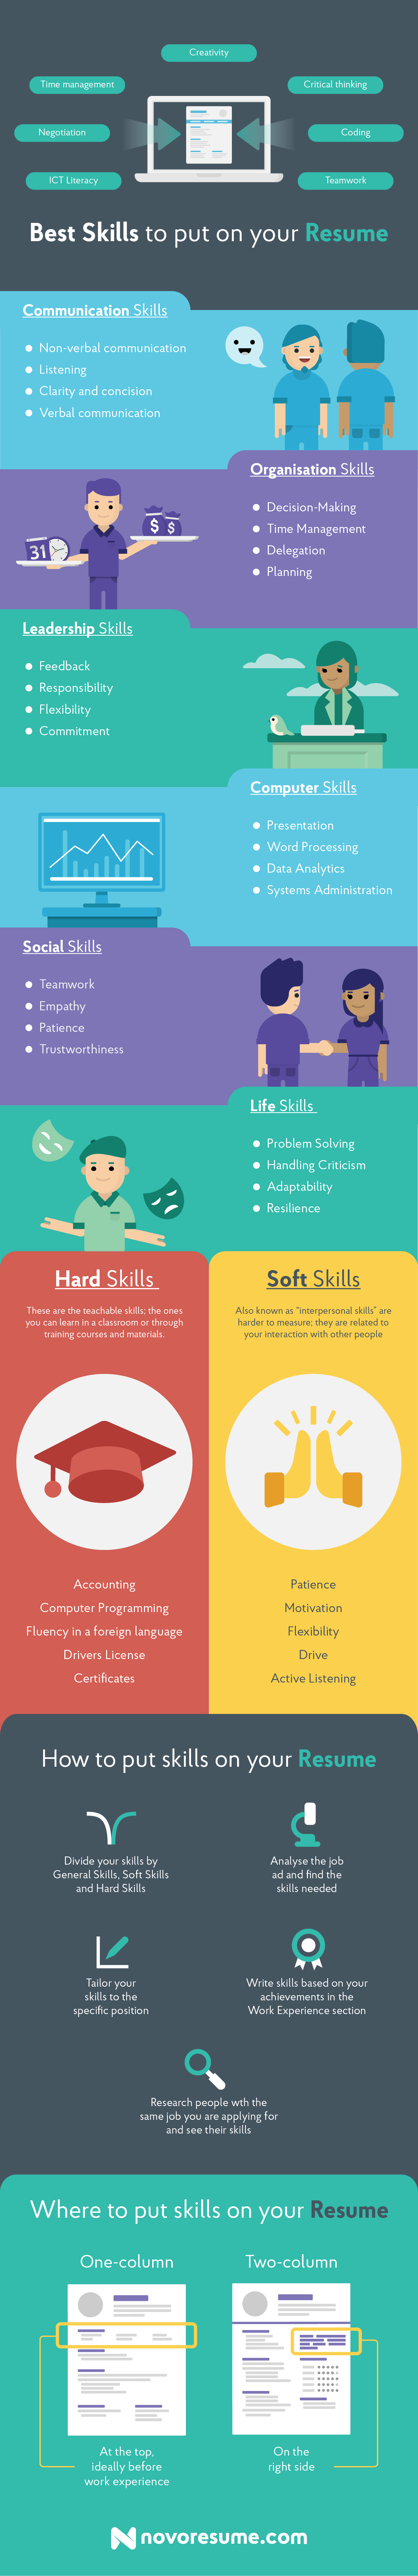 Creativity
Time management
Critical thinking
Negotiation
Coding
ICT Literacy
Teamwork
Best Skills to put on your Resume
Communication Skills
Non-verbal communication
Listening
Clarity and concision
Verbal communication
Organisation Skills
Decision-Making
Time Management
Delegation
Planning
31
$ $
Leadership Skills
Feedback
Responsibility
Flexibility
Commitment
Computer Skills
Presentation
Word Processing
Data Analytics
Systems Administration
Social Skills
Teamwork
Empathy
Patience
Trustworthiness
Life Skills
Problem Solving
Handling Criticism
Adaptability
Resilience
Hard Skills
These are the teachable skills; the ones
you can learn in a classroom or through
training courses and materials.
Accounting
Computer Programming
Fluency in a foreign language
Drivers License
Certificates
Soft Skills
Also known as "interpersonal skills" are
harder to measure; they are related to
your interaction with other people
Patience
Motivation
Flexibility
Drive
Active Listening
How to put skills on your Resume
Divide your skills by
General Skills, Soft Skills
and Hard Skills
Analyse the job
ad and find the
skills needed
Tailor your
skills to the
specific position
Write skills based on your
achievements in the
Work Experience section
Research people wth the
same job you are applying for
and see their skills
Where to put skills on your Resume
One-column
At the top,
ideally before
work experience
Two-column
On the
right side
N novoresume.com